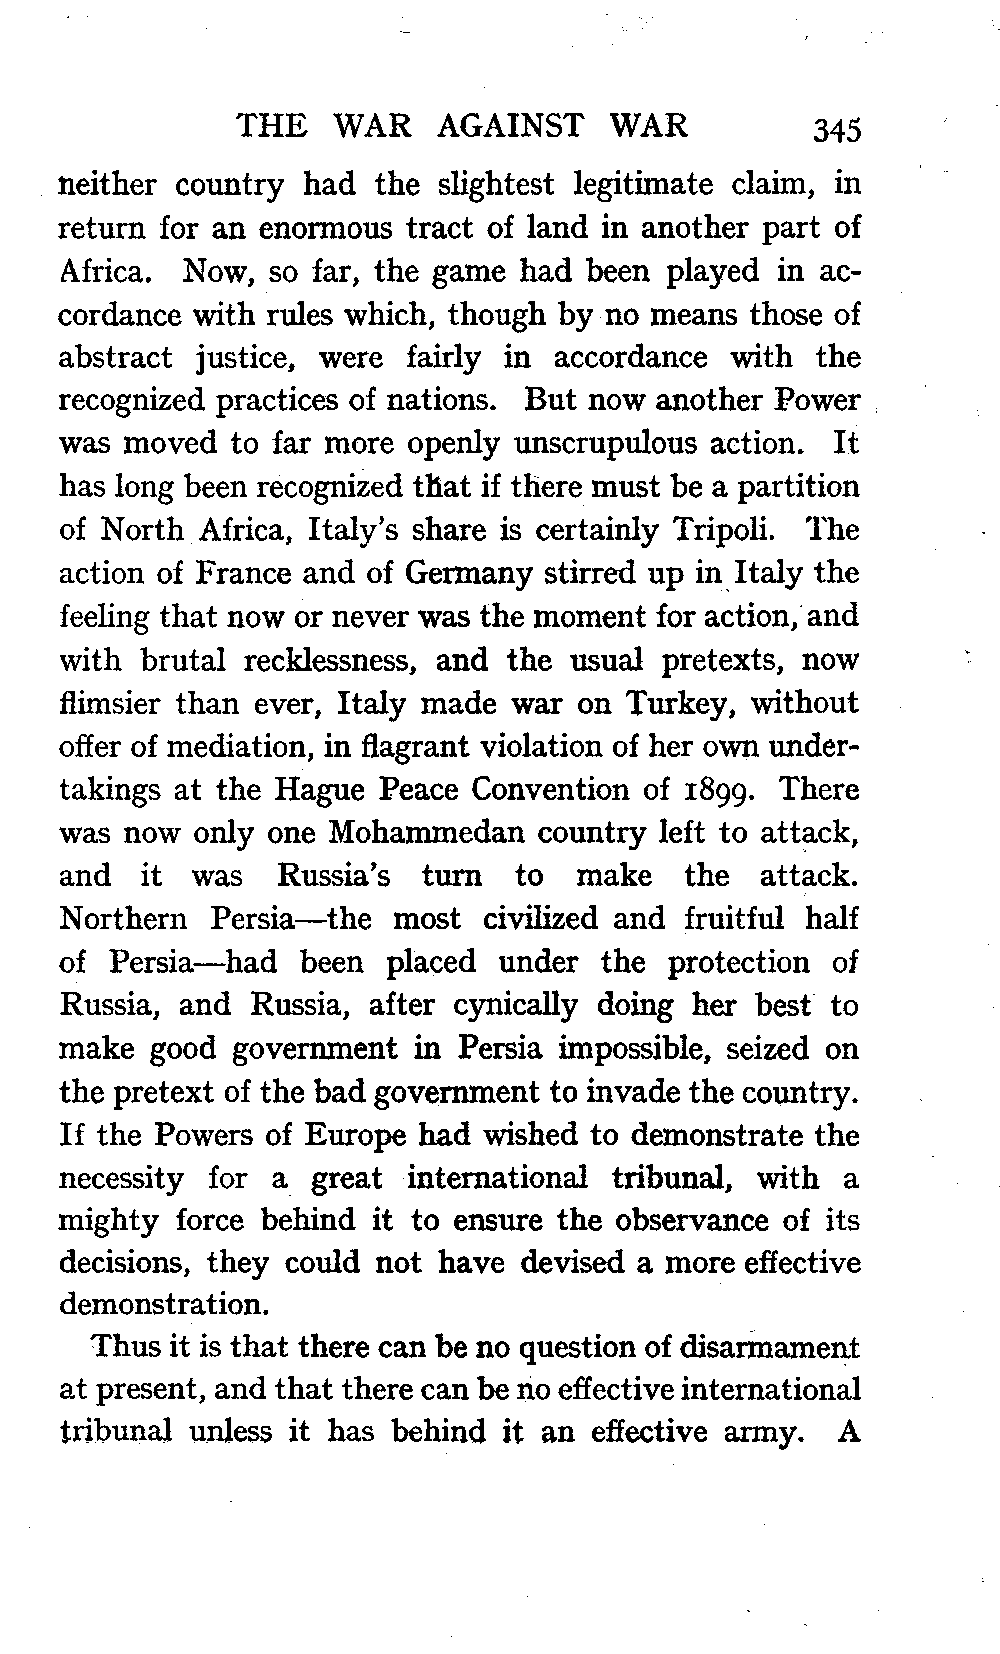 THE WAR AGAINST WAR 345
neither country had the slightest legitimate claim, in
return for an enormous tract of land in another part of
Africa. Now, so far, the game had been played in ac-
cordance with rules which, though by no means those of
abstract justice, were fairly in accordance with the
recognized practices of nations. But now another Power
was moved to far more openly unscrupulous action. It
has long been recognized that if there must be a partition
of North Africa, Italy's share is certainly Tripoli. The
action of France and of Germany stirred up in Italy the
feeling that now or never was the moment for action, and
with brutal recklessness, and the usual pretexts, now
flimsier than ever, Italy made war on Turkey, without
offer of mediation, in flagrant violation of her own under-
takings at the Hague Peace Convention of 1899. There
was now only one Mohammedan country left to attack,
and it was Russia's turn to make the attack.
Northern Persia—the most civilized and fruitful half
of Persia—had been placed under the protection of
Russia, and Russia, after cynically doing her best to
make good government in Persia impossible, seized on
the pretext of the bad government to invade the country.
If the Powers of Europe had wished to demonstrate the
necessity for a great international tribunal, with a
mighty force behind it to ensure the observance of its
decisions, they could not have devised a more effective
demonstration.
Thus it is that there can be no question of disarmament
at present, and that there can be no effective international
tribunal unless it has behind it an effective army. A